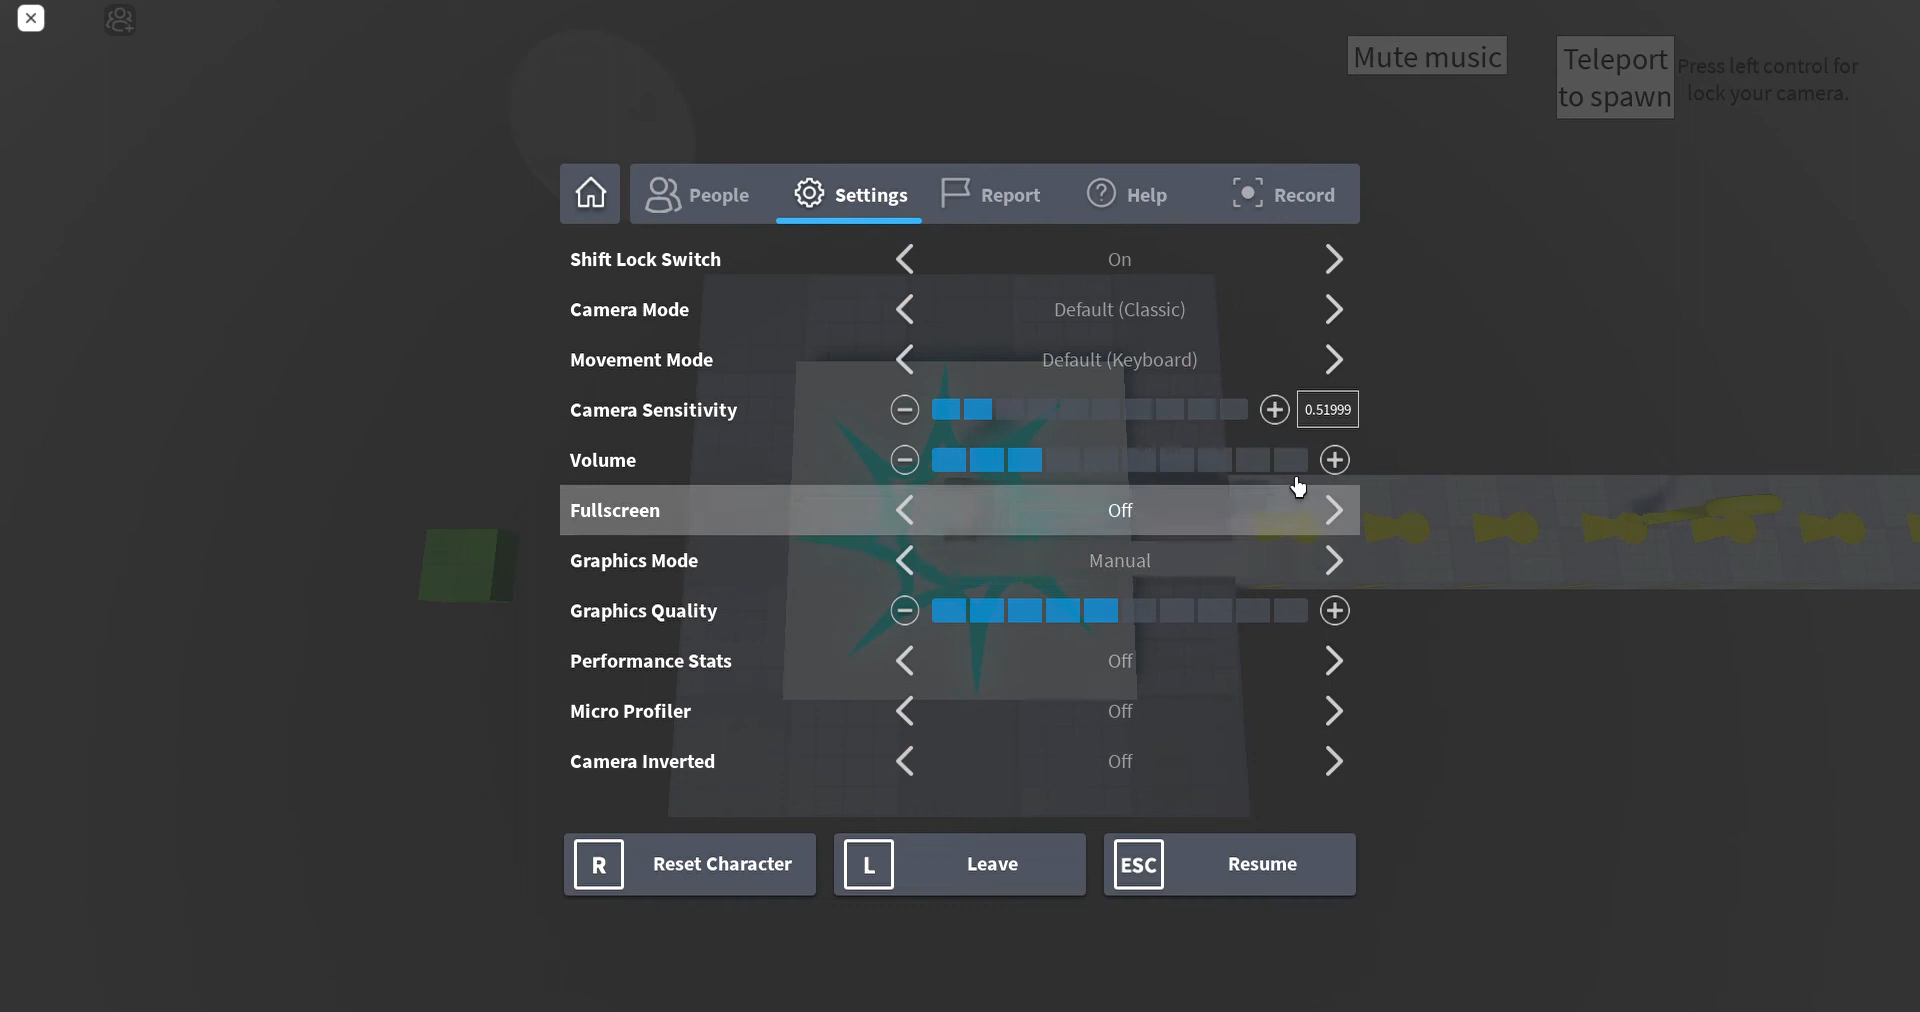 Mute music
Teleport
to spawn
Press left control for
lock your camera.
People
Settings
Report
Help
Record
Shift Lock Switch
On
Camera Mode
Default (Classic)
Movement Mode
Default (Keyboard)
Camera Sensitivity
0.51999
Volume
Fullscreen
Off
Graphics Mode
Manual
Graphics Quality
Performance Stats
Off
Micro Profiler
Off
Camera Inverted
Off
R Reset Character
L Leave
ESC Resume